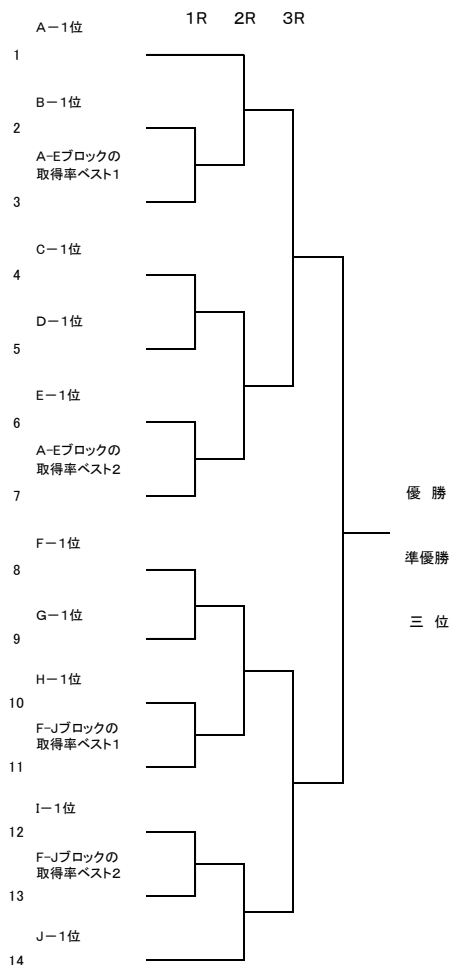 1R 2R 3R
A－1位
1
B－1位
2
A-Eブロックの
取得率ベスト1
3
C－1位
4
D－1位
5
E－1位
6
A-Eブロックの
取得率ベスト2
7
優 勝
準優勝
三 位
F－1位
8
G－1位
9
H－1位
10
F-Jブロックの
取得率ベスト1
11
I－1位
12
F-Jブロックの
取得率ベスト2
13
J－1位
14